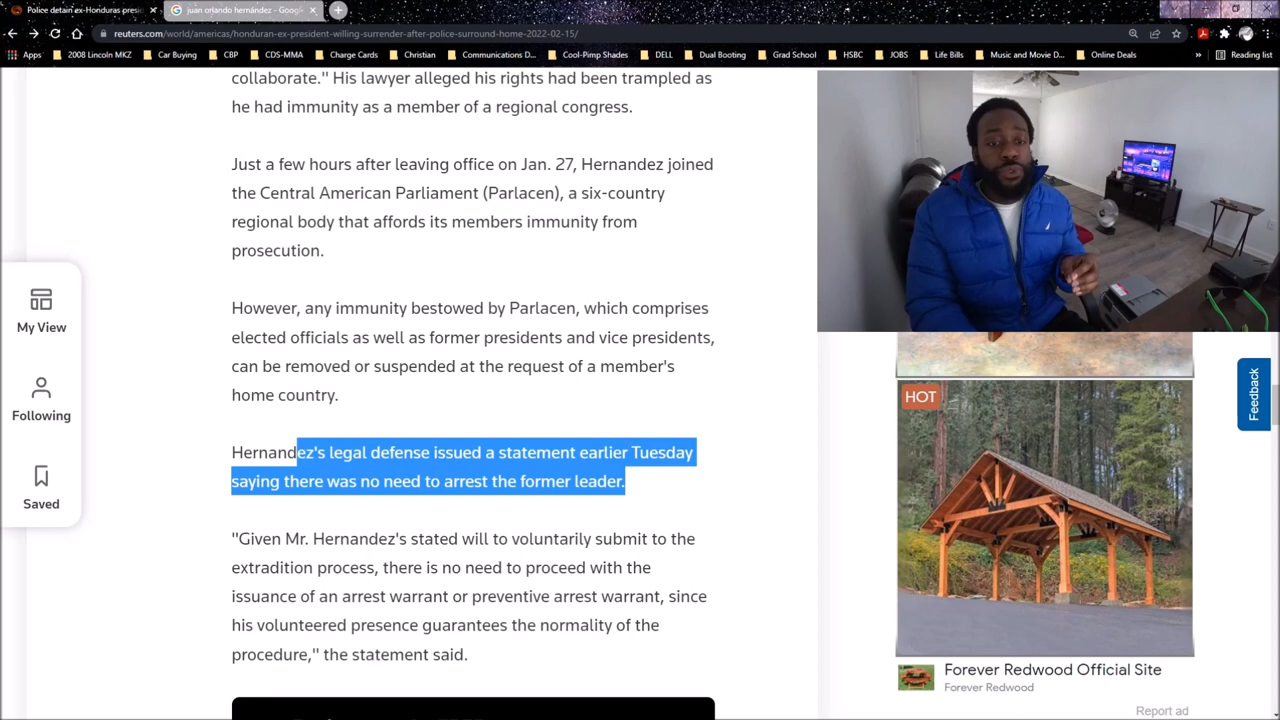 Police detain ex-Honduras presi
juan orlando hernández - Google
reuters.com/world/americas/honduran-ex-president-willing-surrender-after-police-surround-home-2022-02-15/
Apps 2008 Lincoln MKZ Car Buying CBP CDS-MMA Charge Cards Christian Communications D... Cool-Pimp Shades DELL Dual Booting Grad School HSBC JOBS Life Bills Music and Movie D... Online Deals » Reading list
collaborate." His lawyer alleged his rights had been trampled as
he had immunity as a member of a regional congress.
Just a few hours after leaving office on Jan. 27, Hernandez joined
the Central American Parliament (Parlacen), a six-country
regional body that affords its members immunity from
prosecution.
However, any immunity bestowed by Parlacen, which comprises
elected officials as well as former presidents and vice presidents,
can be removed or suspended at the request of a member's
home country.
Hernandez's legal defense issued a statement earlier Tuesday
saying there was no need to arrest the former leader.
"Given Mr. Hernandez's stated will to voluntarily submit to the
extradition process, there is no need to proceed with the
issuance of an arrest warrant or preventive arrest warrant, since
his volunteered presence guarantees the normality of the
procedure," the statement said.
My View
Following
Saved
Feedback
HOT
Forever Redwood Official Site
Forever Redwood
Report ad